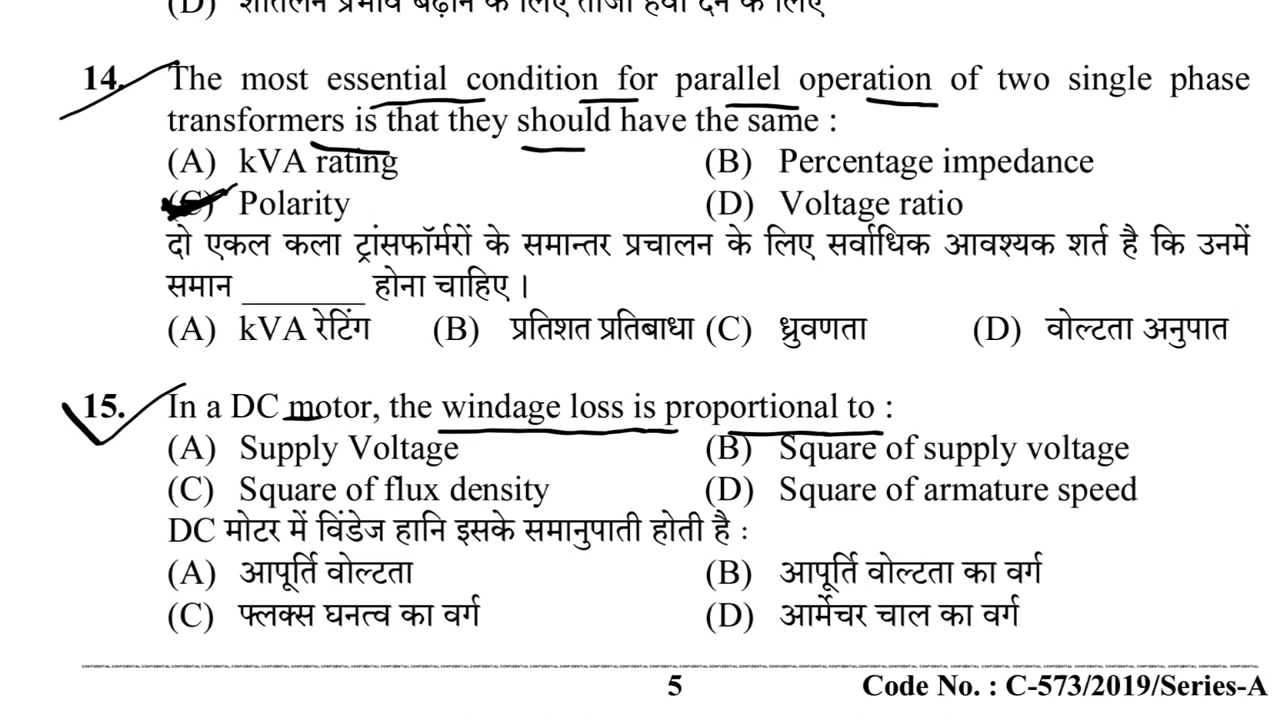 (D) शीतलन प्रभाव बढ़ाने के लिए ताजी हवा देने के लिए
14. The most essential condition for parallel operation of two single phase
transformers is that they should have the same :
(A) kVA rating (B) Percentage impedance
(C) Polarity (D) Voltage ratio
दो एकल कला ट्रांसफॉर्मरों के समान्तर प्रचालन के लिए सर्वाधिक आवश्यक शर्त है कि उनमें
समान ________ होना चाहिए ।
(A) kVA रेटिंग (B) प्रतिशत प्रतिबाधा (C) ध्रुवणता (D) वोल्टता अनुपात
15. In a DC motor, the windage loss is proportional to :
(A) Supply Voltage (B) Square of supply voltage
(C) Square of flux density (D) Square of armature speed
DC मोटर में विंडेज हानि इसके समानुपाती होती है :
(A) आपूर्ति वोल्टता (B) आपूर्ति वोल्टता का वर्ग
(C) फ्लक्स घनत्व का वर्ग (D) आर्मेचर चाल का वर्ग
5 Code No. : C-573/2019/Series-A